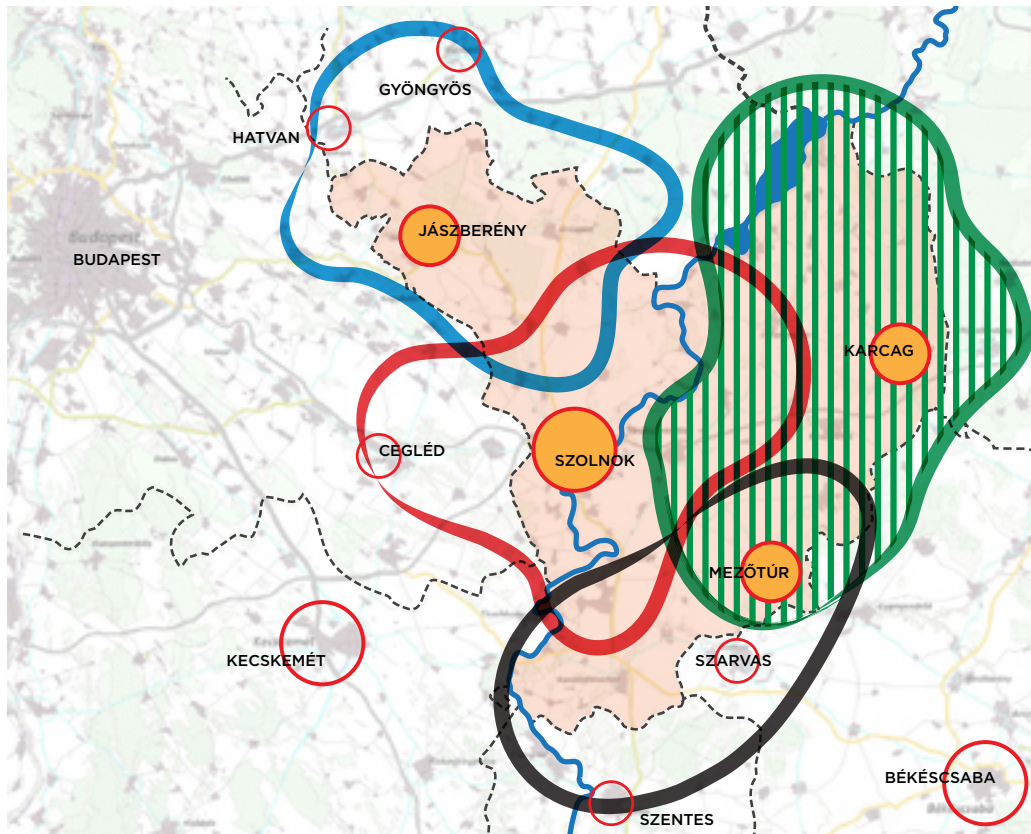 GYÖNGYÖS
HATVAN
JÁSZBERÉNY
BUDAPEST
KARCAG
CEGLÉD
SZOLNOK
MEZŐTÚR
KECSKEMÉT
SZARVAS
BÉKÉSCSABA
SZENTES